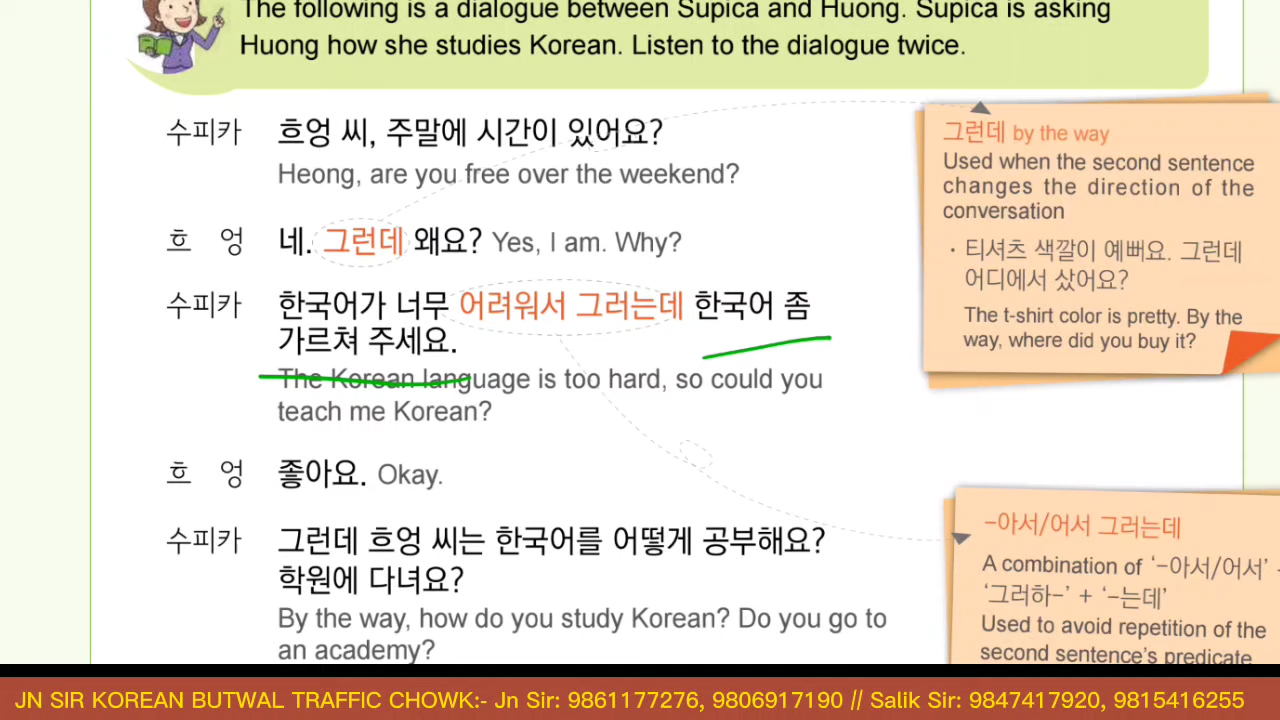 The following is a dialogue between Supica and Huong. Supica is asking
Huong how she studies Korean. Listen to the dialogue twice.
수피카 흐엉 씨, 주말에 시간이 있어요?
Heong, are you free over the weekend?
흐 엉 네. 그런데 왜요? Yes, I am. Why?
수피카 한국어가 너무 어려워서 그러는데 한국어 좀
가르쳐 주세요.
The Korean language is too hard, so could you
teach me Korean?
흐 엉 좋아요. Okay.
수피카 그런데 흐엉 씨는 한국어를 어떻게 공부해요?
학원에 다녀요?
By the way, how do you study Korean? Do you go to
an academy?
그런데 by the way
Used when the second sentence
changes the direction of the
conversation
· 티셔츠 색깔이 예뻐요. 그런데
어디에서 샀어요?
The t-shirt color is pretty. By the
way, where did you buy it?
-아서/어서 그러는데
A combination of ‘-아서/어서’
‘그러하-’ + ‘-는데’
Used to avoid repetition of the
second sentence's predicate
JN SIR KOREAN BUTWAL TRAFFIC CHOWK:- Jn Sir: 9861177276, 9806917190 // Salik Sir: 9847417920, 9815416255